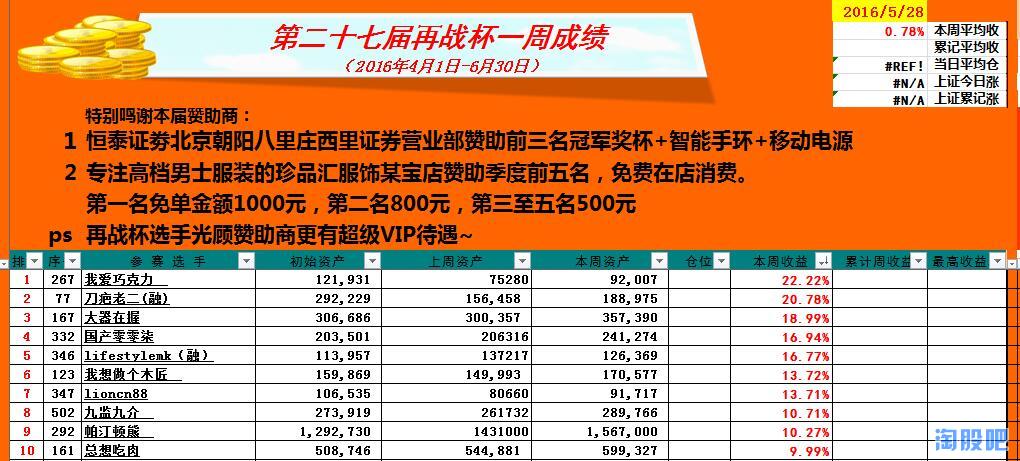 第二十七届再战杯一周成绩
（2016年4月1日-6月30日）
2016/5/28
0.78% 本周平均收
累记平均收
#REF! 当日平均仓
#N/A 上证今日涨
#N/A 上证累记涨
特别鸣谢本届赞助商：
1 恒泰证券北京朝阳八里庄西里证券营业部赞助前三名冠军奖杯+智能手环+移动电源
2 专注高档男士服装的珍品汇服饰某宝店赞助季度前五名，免费在店消费。
第一名免单金额1000元，第二名800元，第三至五名500元
ps 再战杯选手光顾赞助商更有超级VIP待遇~
排 序 参赛选手 初始资产 上周资产 本周资产 仓位 本周收益 累计周收益 最高收益
1 267 我爱巧克力 121,931 75280 92,007 22.22%
2 77 刀疤老二(融) 292,229 156,458 188,975 20.78%
3 167 大器在握 306,686 300,357 357,390 18.99%
4 332 国产零零柒 203,501 206316 241,274 16.94%
5 346 lifestylemk（融） 113,957 137217 126,369 16.77%
6 123 我想做个木匠 159,869 149,993 170,577 13.72%
7 347 lioncn88 106,535 80660 91,717 13.71%
8 502 九监九介 273,919 261732 289,766 10.71%
9 292 帕汀顿熊 1,292,730 1431000 1,567,000 10.27%
10 161 总想吃肉 508,746 544,881 599,327 9.99%
淘股吧